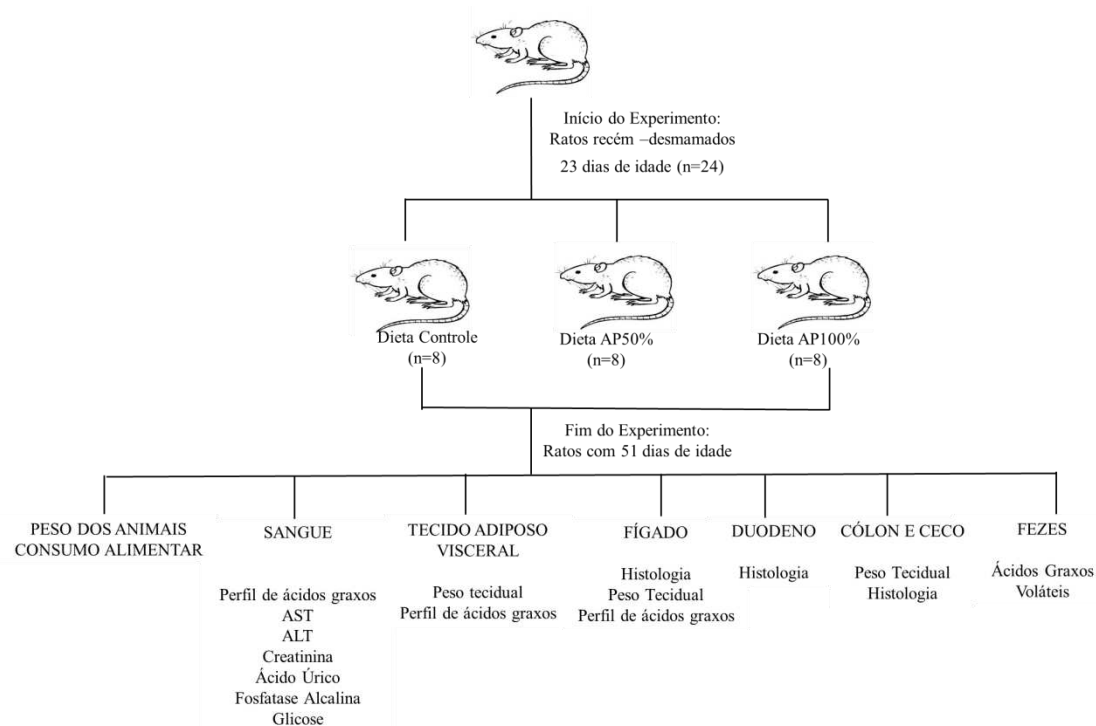 Início do Experimento:
Ratos recém –desmamados
23 dias de idade (n=24)
Dieta Controle
(n=8)
Dieta AP50%
(n=8)
Dieta AP100%
(n=8)
Fim do Experimento:
Ratos com 51 dias de idade
PESO DOS ANIMAIS
CONSUMO ALIMENTAR
SANGUE
Perfil de ácidos graxos
AST
ALT
Creatinina
Ácido Úrico
Fosfatase Alcalina
Glicose
TECIDO ADIPOSO
VISCERAL
Peso tecidual
Perfil de ácidos graxos
FÍGADO
Histologia
Peso Tecidual
Perfil de ácidos graxos
DUODENO
Histologia
CÓLON E CECO
Peso Tecidual
Histologia
FEZES
Ácidos Graxos
Voláteis